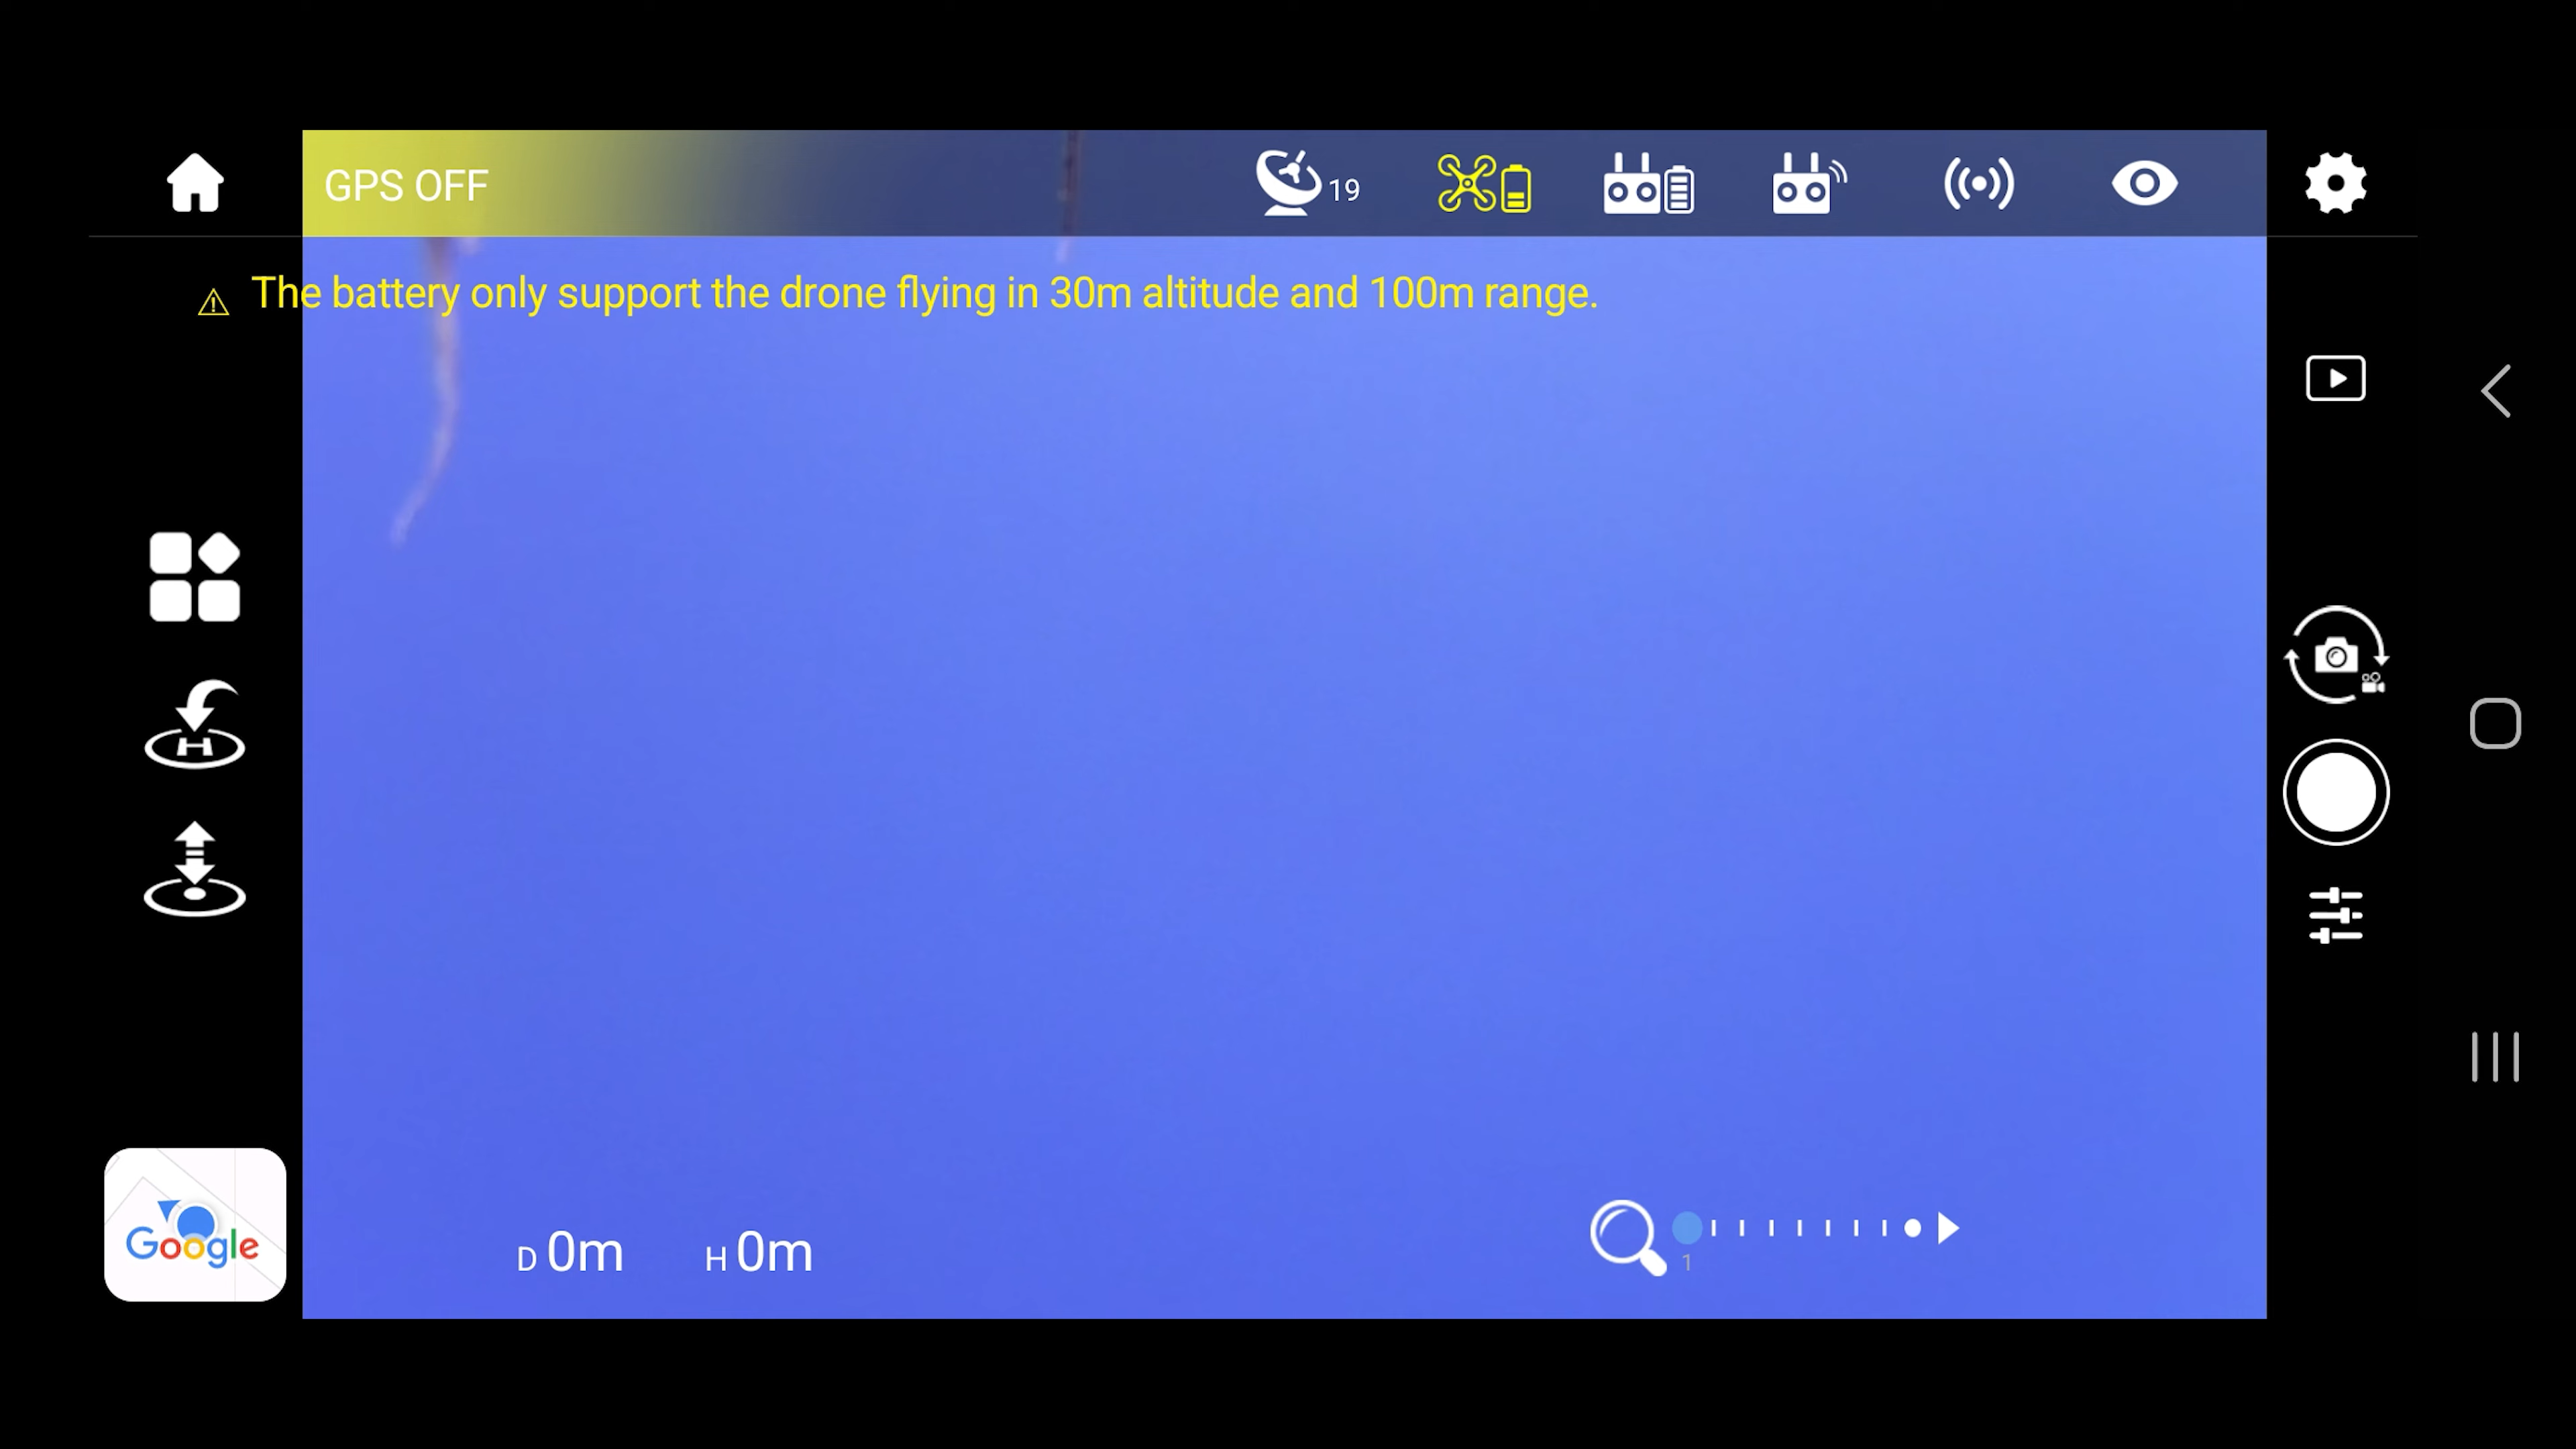 GPS OFF
19
⚠ The battery only support the drone flying in 30m altitude and 100m range.
H
Google
D 0m H 0m
1